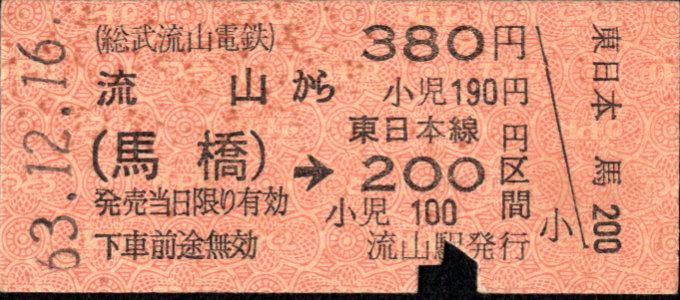 63.12.16.
(総武流山電鉄)
流山から
(馬橋)
発売当日限り有効
下車前途無効
380円
小児190円
→ 東日本線200円区間
小児 100
流山駅発行
小
東日本 馬 200